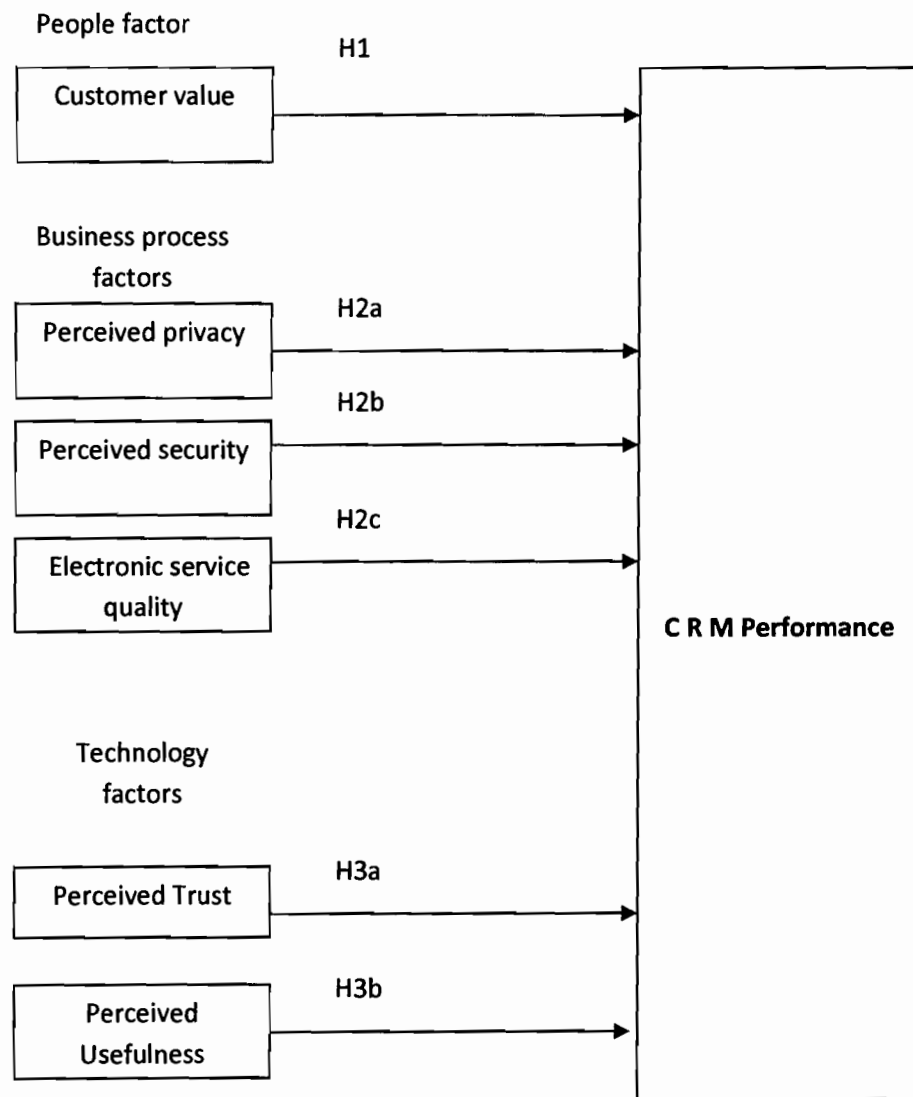 People factor
H1
Customer value
Business process
factors
H2a
Perceived privacy
H2b
Perceived security
H2c
Electronic service
quality
C R M Performance
Technology
factors
H3a
Perceived Trust
H3b
Perceived
Usefulness